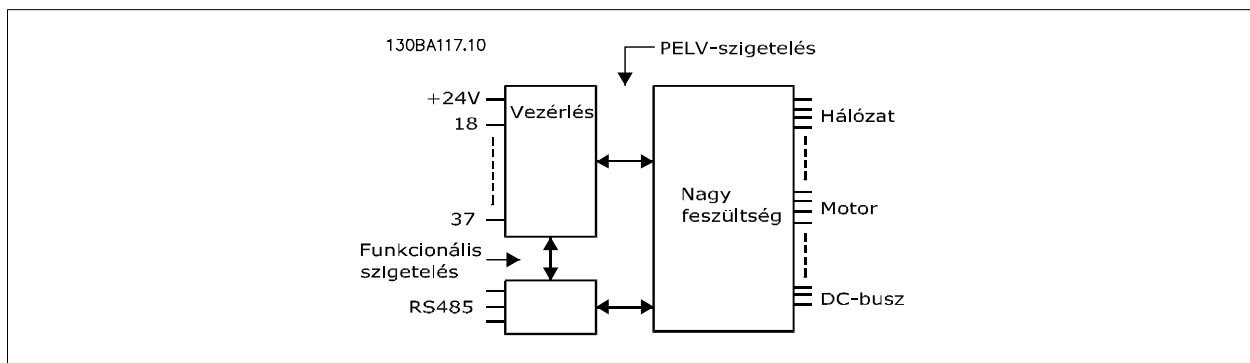 130BA117.10
PELV-szigetelés
+24V
Vezérlés
18
Hálózat
Nagy
feszültség
Motor
37
Funkcionális
szigetelés
RS485
DC-busz